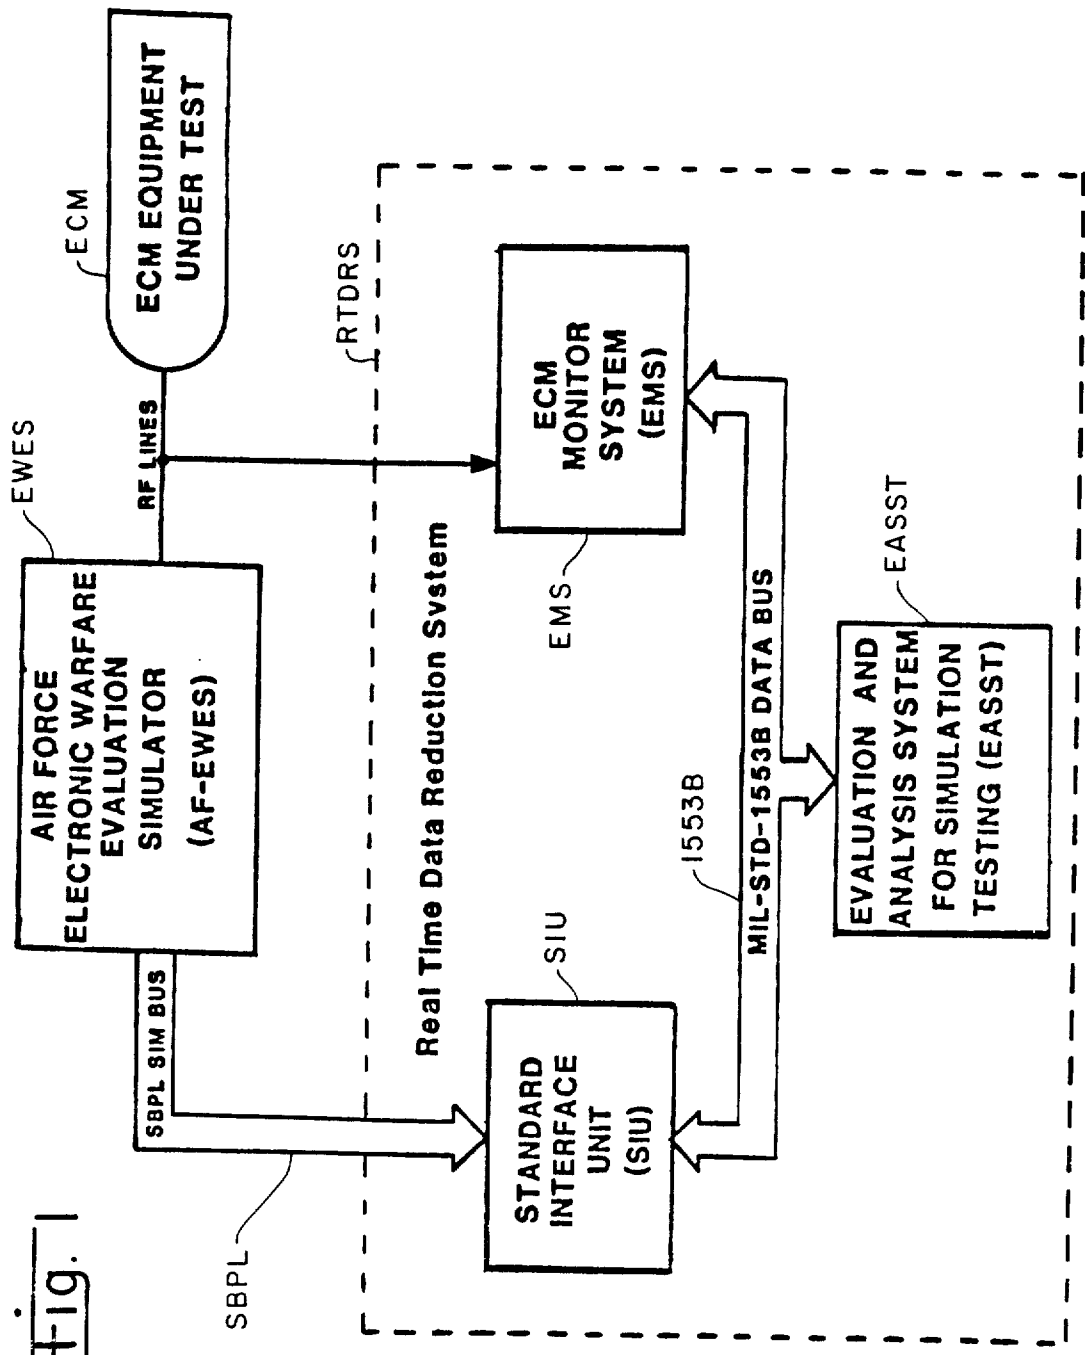 Fig. 1
AIR FORCE
ELECTRONIC WARFARE
EVALUATION
SIMULATOR
(AF-EWES)
EWES
RF LINES
ECM
ECM EQUIPMENT
UNDER TEST
SBPL SIM BUS
SBPL
RTDRS
Real Time Data Reduction System
STANDARD
INTERFACE
UNIT
(SIU)
SIU
ECM
MONITOR
SYSTEM
(EMS)
EMS
1553B
MIL-STD-1553B DATA BUS
EVALUATION AND
ANALYSIS SYSTEM
FOR SIMULATION
TESTING (EASST)
EASST